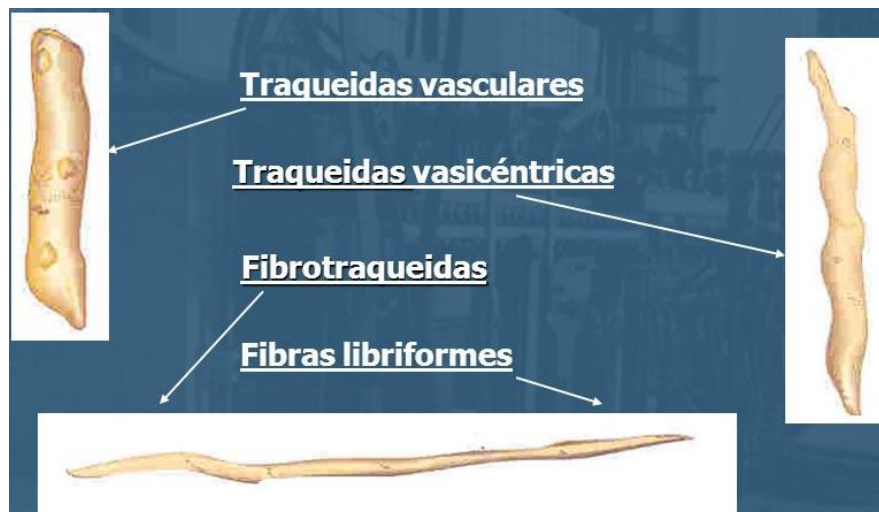 Traqueidas vasculares
Traqueidas vasicéntricas
Fibrotraqueidas
Fibras libriformes